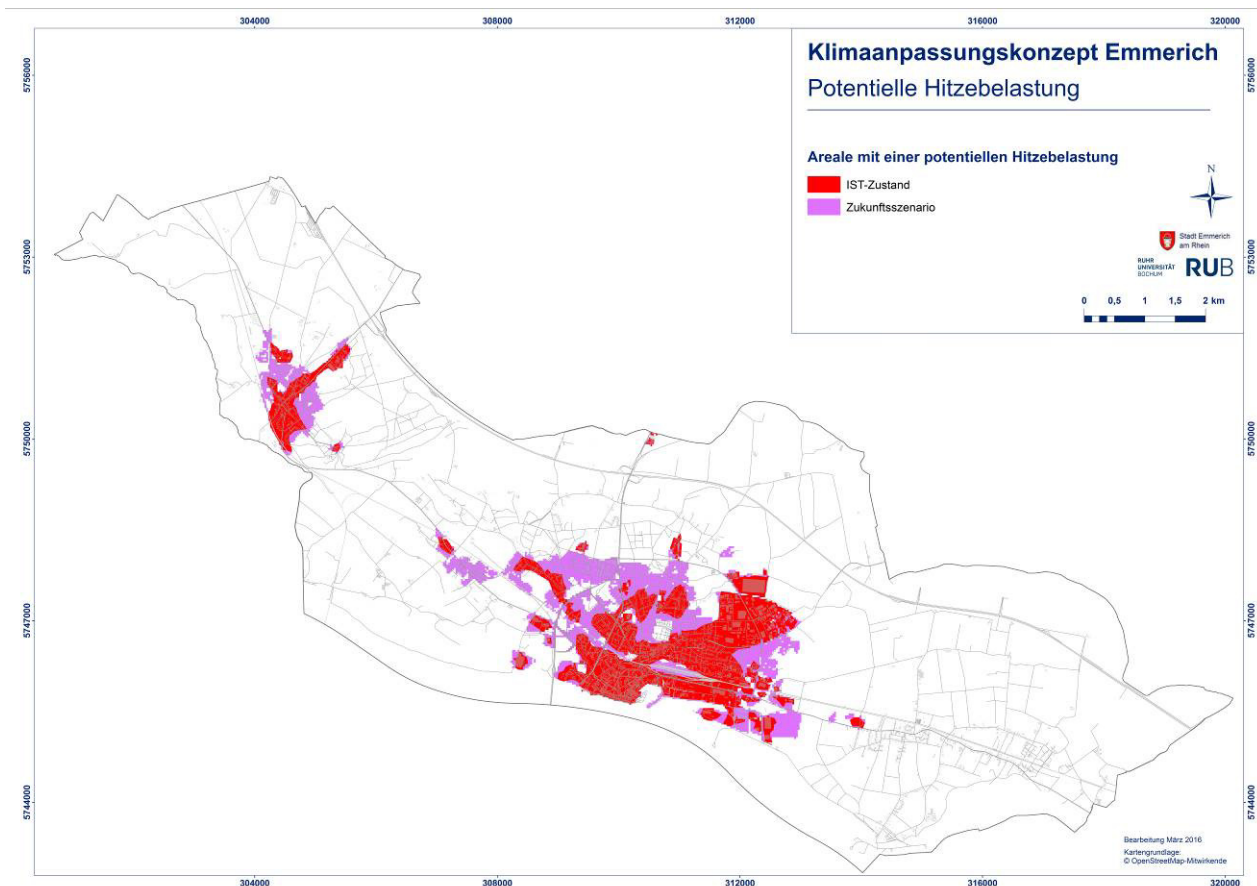 304000 308000 312000 316000 320000
Klimaanpassungskonzept Emmerich
Potentielle Hitzebelastung
Areale mit einer potentiellen Hitzebelastung
IST-Zustand
Zukunftsszenario
N
Stadt Emmerich
am Rhein
RUHR
UNIVERSITÄT
BOCHUM
RUB
0 0,5 1 1,5 2 km
5756000
5753000
5750000
5747000
5744000
5756000
5753000
5750000
5747000
5744000
Bearbeitung März 2016
Kartengrundlage:
© OpenStreetMap-Mitwirkende
304000 308000 312000 316000 320000